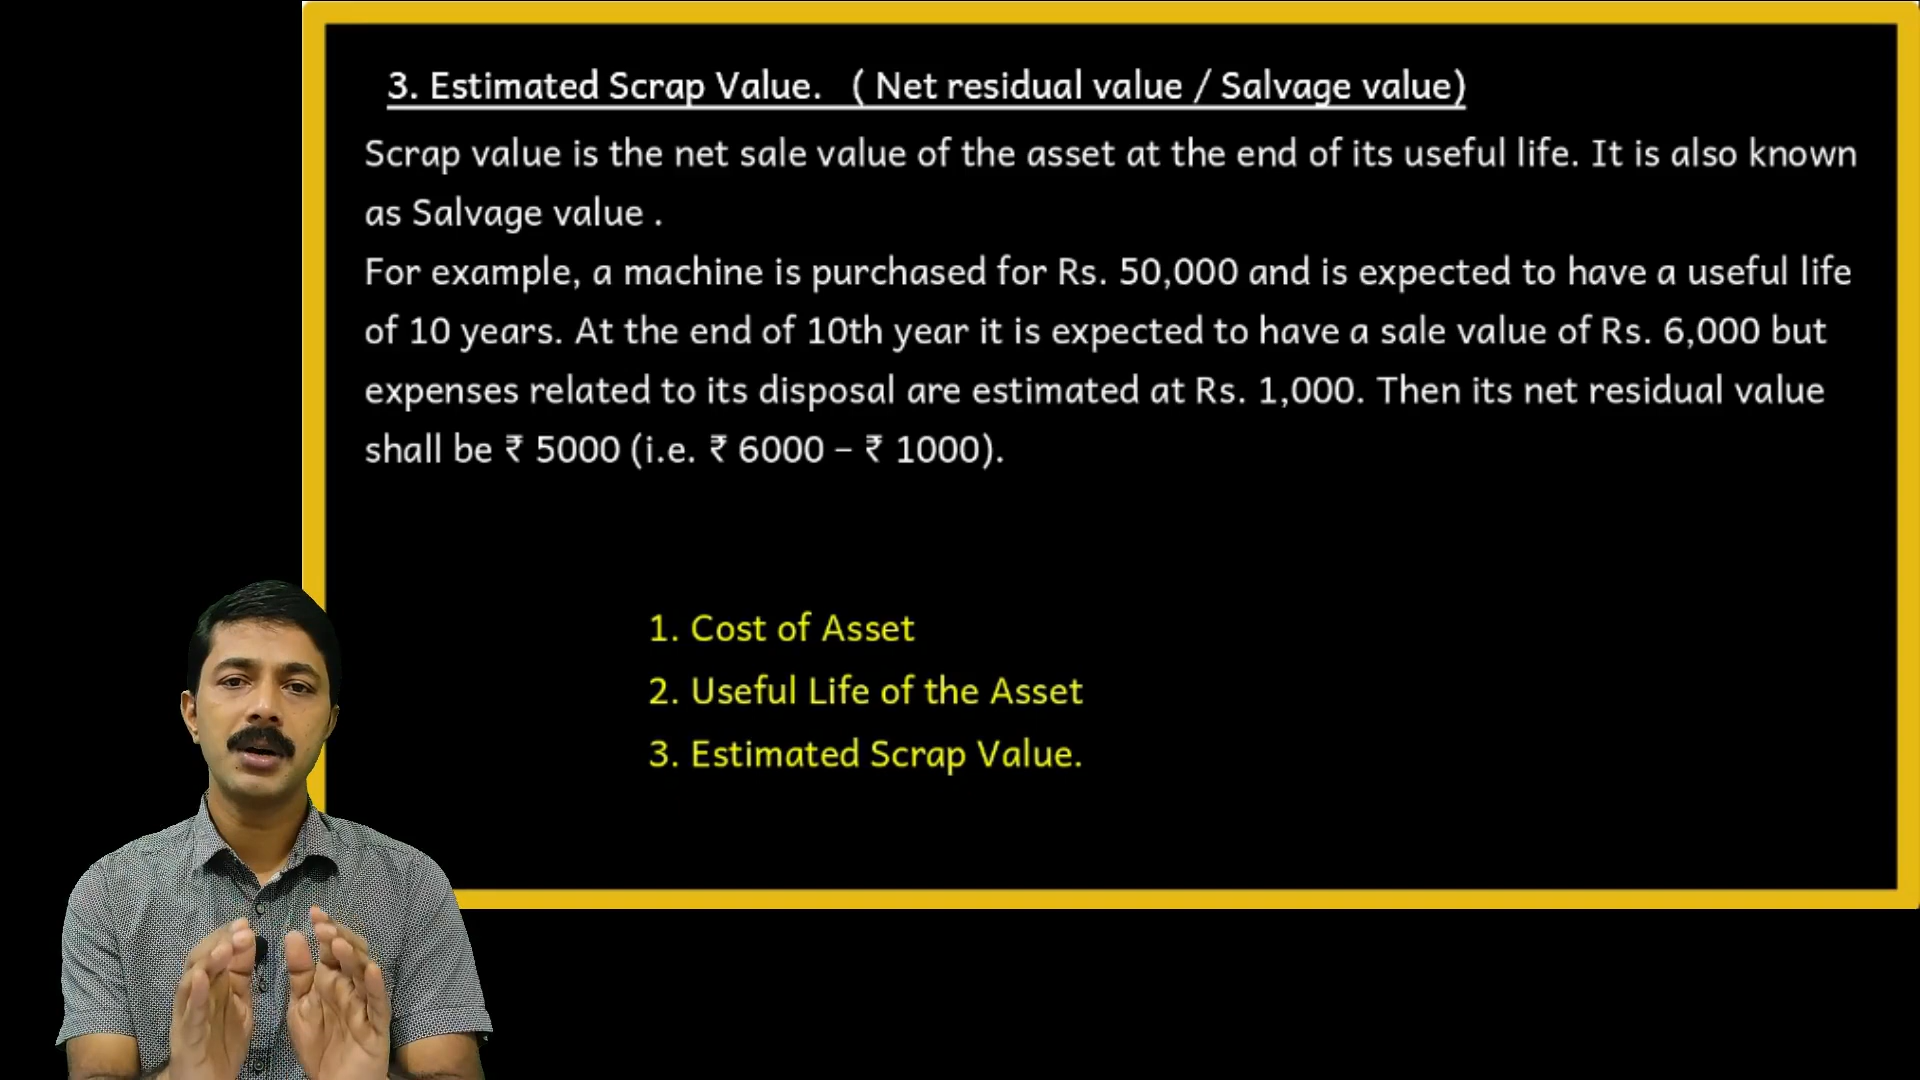 3. Estimated Scrap Value. ( Net residual value / Salvage value)
Scrap value is the net sale value of the asset at the end of its useful life. It is also known
as Salvage value .
For example, a machine is purchased for Rs. 50,000 and is expected to have a useful life
of 10 years. At the end of 10th year it is expected to have a sale value of Rs. 6,000 but
expenses related to its disposal are estimated at Rs. 1,000. Then its net residual value
shall be ₹ 5000 (i.e. ₹ 6000 – ₹ 1000).
1. Cost of Asset
2. Useful Life of the Asset
3. Estimated Scrap Value.